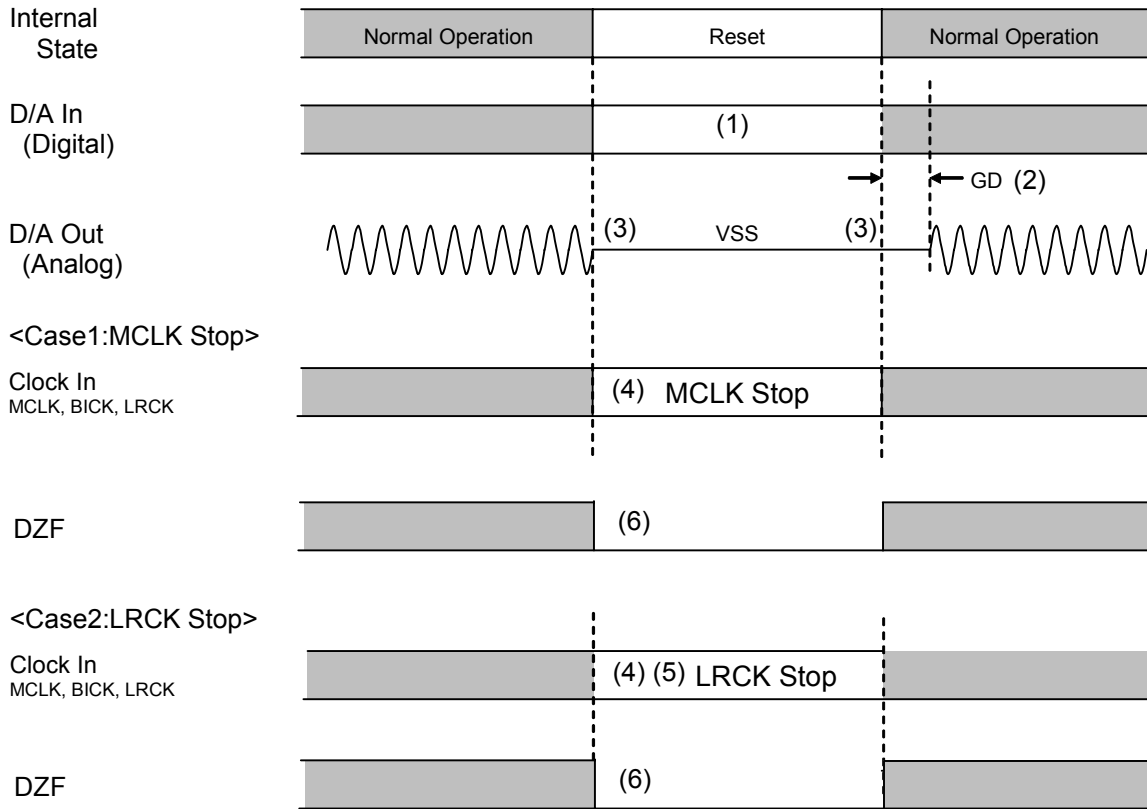 Internal
State
Normal Operation
Reset
Normal Operation
D/A In
(Digital)
(1)
GD (2)
D/A Out
(Analog)
(3)
VSS
(3)
<Case1:MCLK Stop>
Clock In
MCLK, BICK, LRCK
(4) MCLK Stop
DZF
(6)
<Case2:LRCK Stop>
Clock In
MCLK, BICK, LRCK
(4) (5) LRCK Stop
DZF
(6)